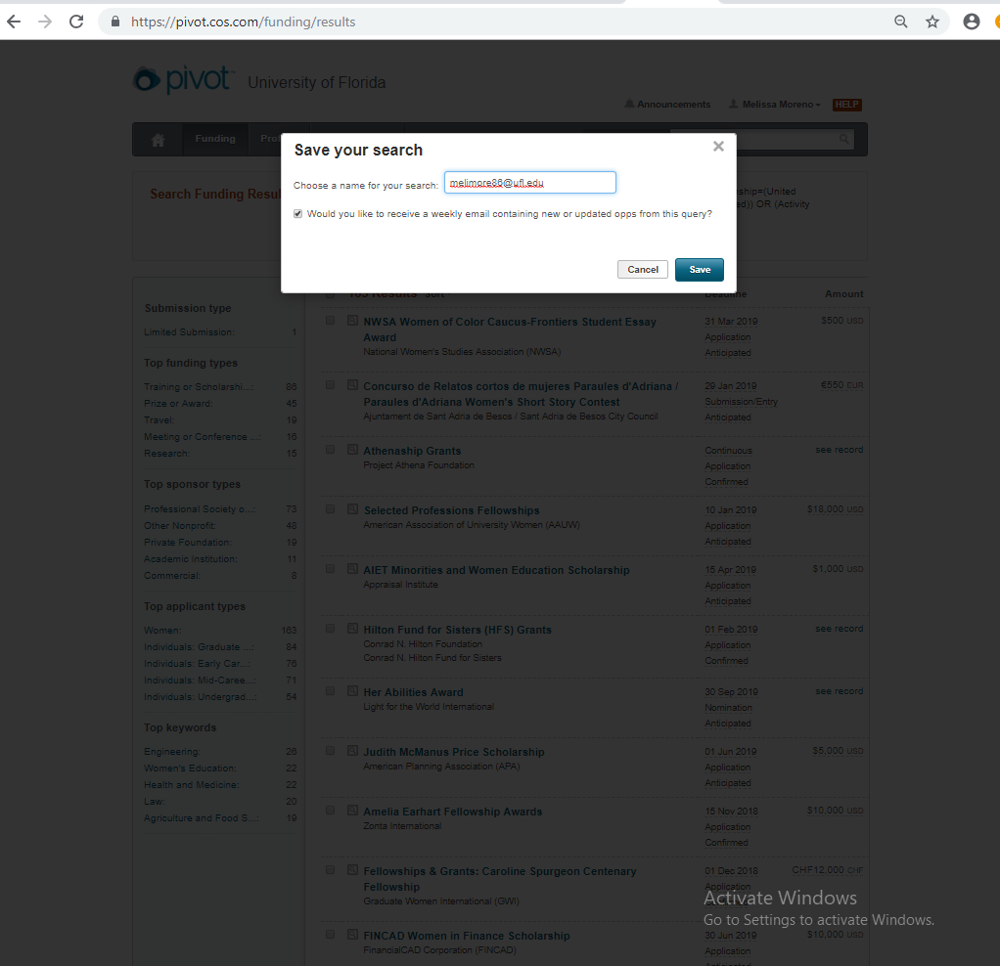 https://pivot.cos.com/funding/results
pivot University of Florida
Announcements Melissa Moreno HELP
Funding
Save your search
Choose a name for your search: melimore86@ufl.edu
Would you like to receive a weekly email containing new or updated opps from this query?
Cancel Save
Search Funding
ship=(United
ed)) OR (Activity
Amount
Submission type
Limited Submission: 1
Top funding types
Training or Scholarshi...: 86
Prize or Award: 45
Travel: 19
Meeting or Conference ...: 16
Research: 15
Top sponsor types
Professional Society o...: 73
Other Nonprofit: 48
Private Foundation: 19
Academic Institution: 11
Commercial: 8
Top applicant types
Women: 163
Individuals: Graduate ...: 84
Individuals: Early Car...: 76
Individuals: Mid-Caree...: 71
Individuals: Undergrad...: 54
Top keywords
Engineering: 26
Women's Education: 22
Health and Medicine: 22
Law: 20
Agriculture and Food S...: 19
NWSA Women of Color Caucus-Frontiers Student Essay 31 Mar 2019 $500 USD
Award Application
National Women's Studies Association (NWSA) Anticipated
Concurso de Relatos cortos de mujeres Paraules d'Adriana / 29 Jan 2019 €550 EUR
Paraules d'Adriana Women's Short Story Contest Submission/Entry
Ajuntament de Sant Adria de Besos / Sant Adria de Besos City Council Anticipated
Athenaship Grants Continuous see record
Project Athena Foundation Application
Confirmed
Selected Professions Fellowships 10 Jan 2019 $18,000 USD
American Association of University Women (AAUW) Application
Anticipated
AIET Minorities and Women Education Scholarship 15 Apr 2019 $1,000 USD
Appraisal Institute Application
Anticipated
Hilton Fund for Sisters (HFS) Grants 01 Feb 2019 see record
Conrad N. Hilton Foundation Application
Conrad N. Hilton Fund for Sisters Confirmed
Her Abilities Award 30 Sep 2019 see record
Light for the World International Nomination
Anticipated
Judith McManus Price Scholarship 01 Jun 2019 $5,000 USD
American Planning Association (APA) Application
Anticipated
Amelia Earhart Fellowship Awards 15 Nov 2018 $10,000 USD
Zonta International Application
Confirmed
Fellowships & Grants: Caroline Spurgeon Centenary 01 Dec 2018 CHF12,000 CHF
Fellowship Application
Graduate Women International (GWI)
FINCAD Women in Finance Scholarship 30 Jun 2019 $10,000 USD
FinancialCAD Corporation (FINCAD) Application
Activate Windows
Go to Settings to activate Windows.